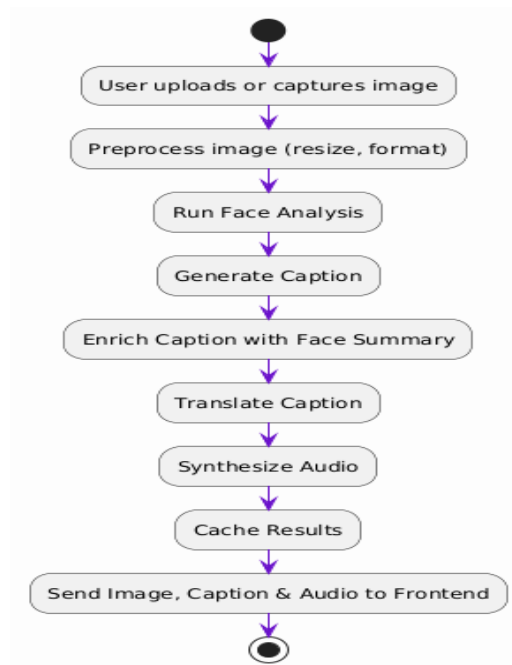 User uploads or captures image
Preprocess image (resize, format)
Run Face Analysis
Generate Caption
Enrich Caption with Face Summary
Translate Caption
Synthesize Audio
Cache Results
Send Image, Caption & Audio to Frontend